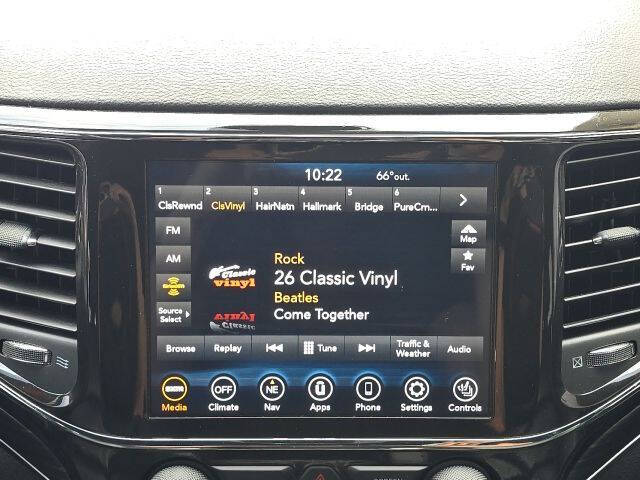 10:22 66°out.
1 2 3 4 5 6
ClsRewnd ClsVinyl HairNatn Hallmark Bridge PureCm...
FM
Map
AM
Fav
Rock
Classic
vinyl
26 Classic Vinyl
Beatles
Come Together
Source
Select
Browse Replay Tune Traffic & Weather Audio
OFF NE
Media Climate Nav Apps Phone Settings Controls